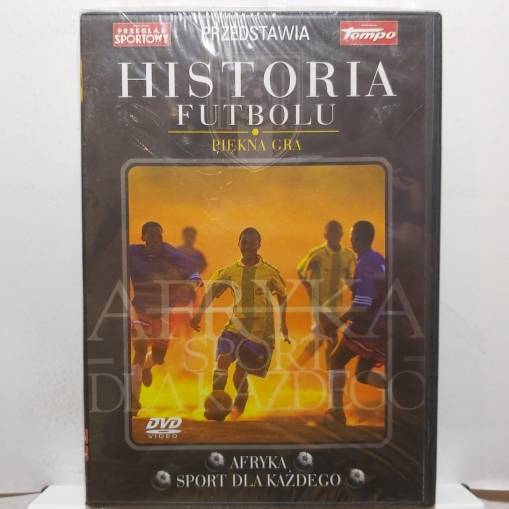 PRZEGLĄD
SPORTOWY
PRZEDSTAWIA
Tempo
HISTORIA
FUTBOLU
PIĘKNA GRA
AFRYKA
SPORT
DLA KAŻDEGO
DVD
VIDEO
AFRYKA
SPORT DLA KAŻDEGO